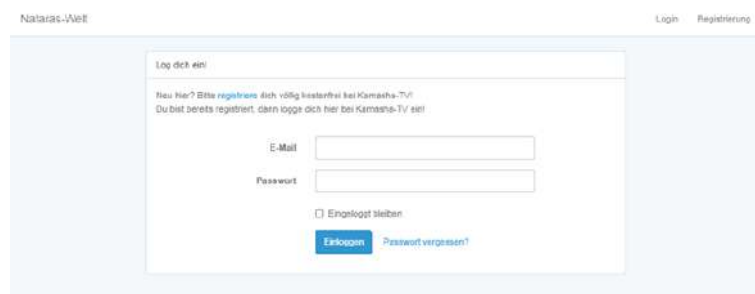 Nataras-Welt
Login Registrierung
Log dich ein!
Neu hier? Bitte registriere dich völlig kostenfrei bei Kamasha-TV!
Du bist bereits registriert, dann logge dich hier bei Kamasha-TV ein!
E-Mail
Passwort
Eingeloggt bleiben
Einloggen Passwort vergessen?